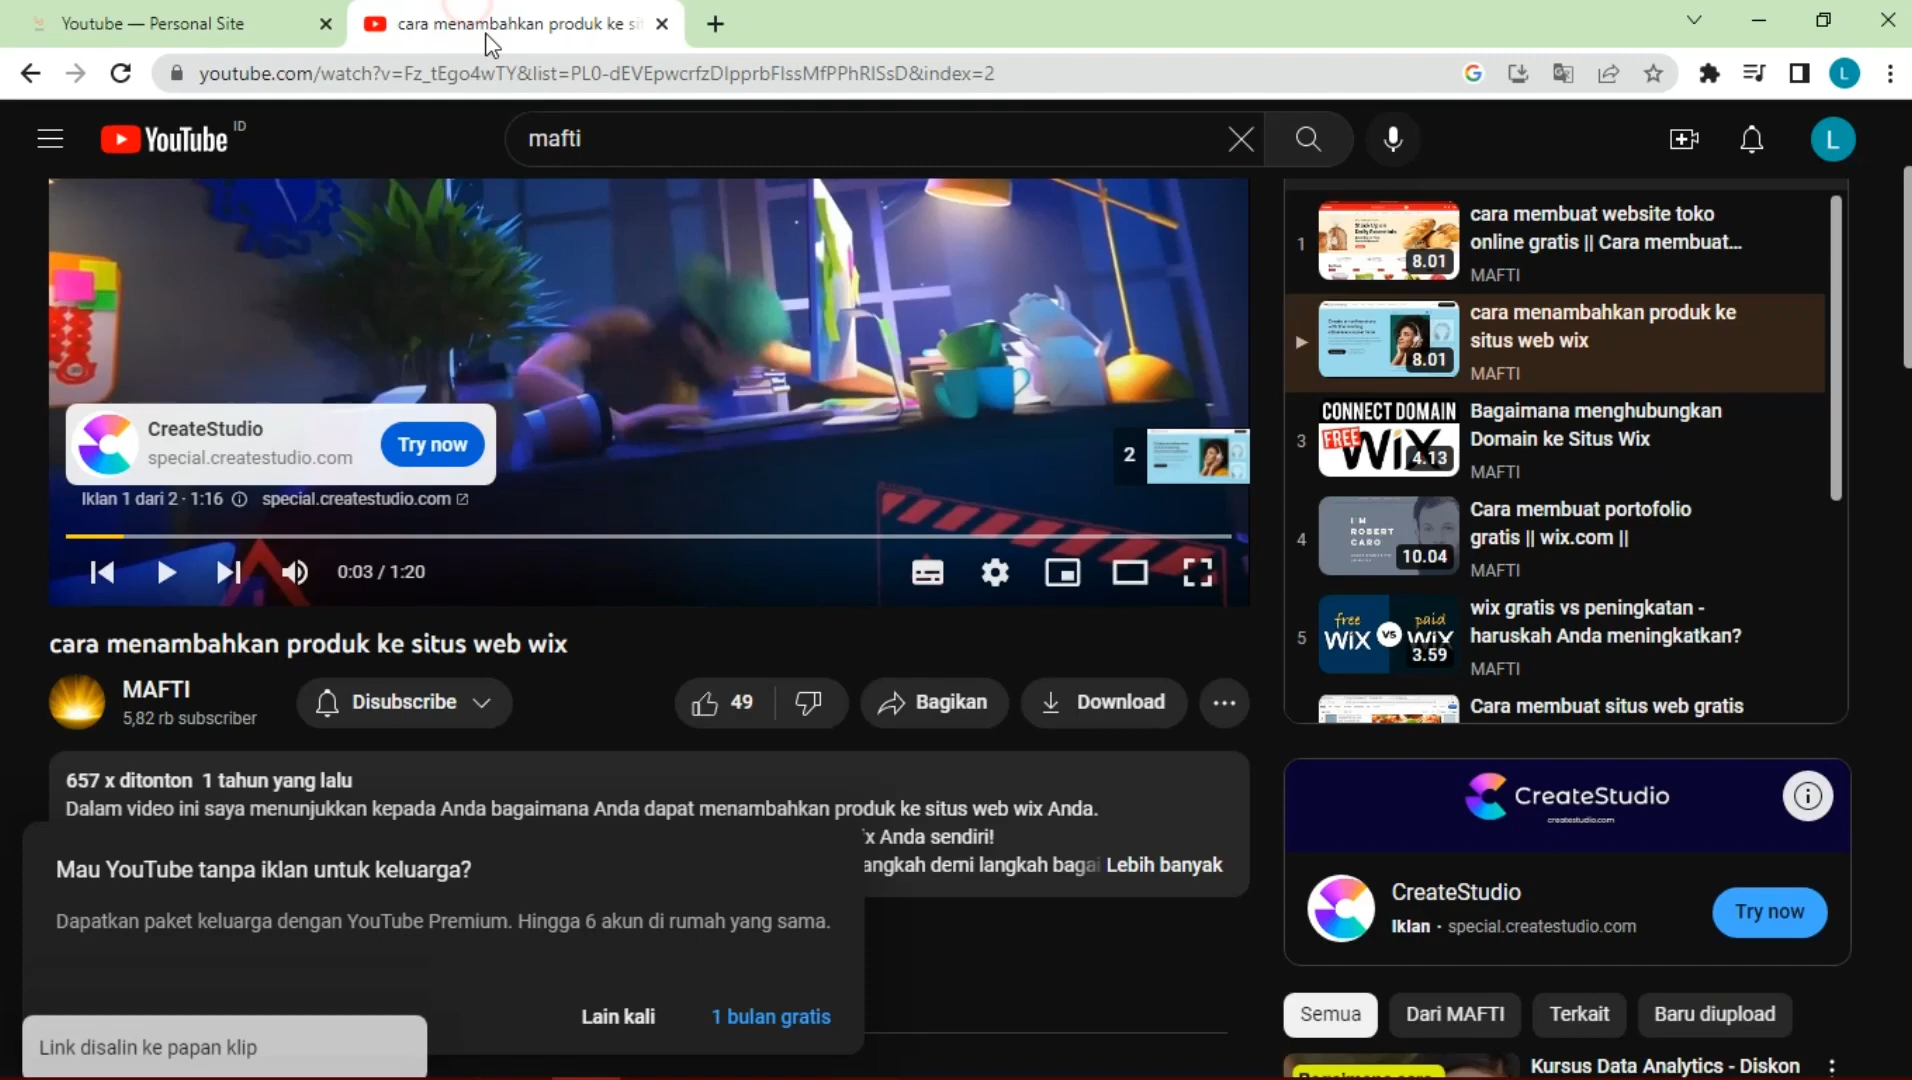 Youtube — Personal Site
cara menambahkan produk ke sit
youtube.com/watch?v=Fz_tEgo4wTY&list=PL0-dEVEpwcrfzDIpprbFIssMfPPhRISsD&index=2
L
YouTube ID
mafti
L
CreateStudio
special.createstudio.com
Try now
Iklan 1 dari 2 · 1:16
special.createstudio.com
2
0:03 / 1:20
cara menambahkan produk ke situs web wix
MAFTI
5,82 rb subscriber
Disubscribe
49
Bagikan
Download
657 x ditonton 1 tahun yang lalu
Dalam video ini saya menunjukkan kepada Anda bagaimana Anda dapat menambahkan produk ke situs web wix Anda.
x Anda sendiri!
angkah demi langkah bagai Lebih banyak
Mau YouTube tanpa iklan untuk keluarga?
Dapatkan paket keluarga dengan YouTube Premium. Hingga 6 akun di rumah yang sama.
Lain kali
1 bulan gratis
Link disalin ke papan klip
1
8.01
cara membuat website toko
online gratis || Cara membuat...
MAFTI
8.01
cara menambahkan produk ke
situs web wix
MAFTI
3
CONNECT DOMAIN
FREE
WiX
4.13
Bagaimana menghubungkan
Domain ke Situs Wix
MAFTI
4
I'M
ROBERT
CARO
10.04
Cara membuat portofolio
gratis || wix.com ||
MAFTI
5
free
WiX
vs
paid
WiX
3.59
wix gratis vs peningkatan -
haruskah Anda meningkatkan?
MAFTI
Cara membuat situs web gratis
CreateStudio
createstudio.com
CreateStudio
Iklan · special.createstudio.com
Try now
Semua
Dari MAFTI
Terkait
Baru diupload
Kursus Data Analytics - Diskon